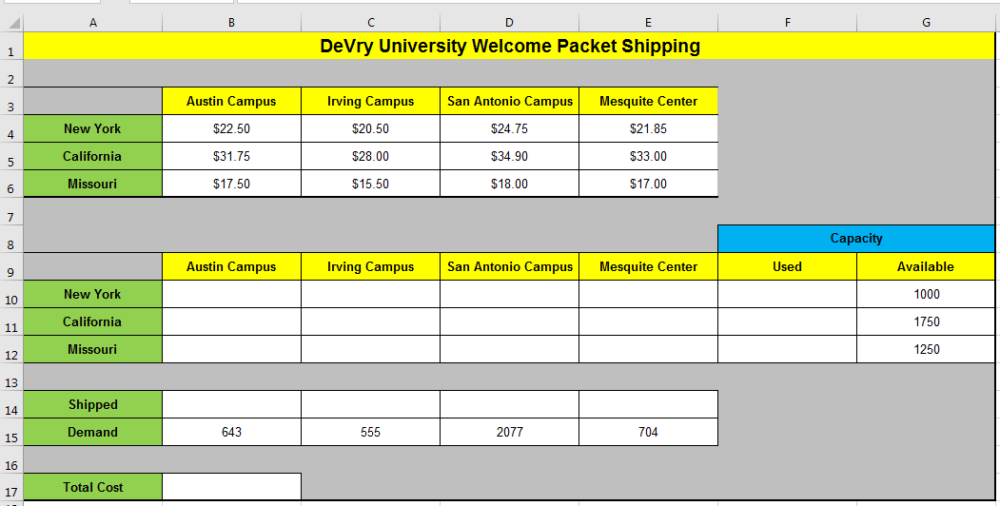 A B C D E F G
1 DeVry University Welcome Packet Shipping
2
3 Austin Campus Irving Campus San Antonio Campus Mesquite Center
4 New York $22.50 $20.50 $24.75 $21.85
5 California $31.75 $28.00 $34.90 $33.00
6 Missouri $17.50 $15.50 $18.00 $17.00
7
8 Capacity
9 Austin Campus Irving Campus San Antonio Campus Mesquite Center Used Available
10 New York 1000
11 California 1750
12 Missouri 1250
13
14 Shipped
15 Demand 643 555 2077 704
16
17 Total Cost